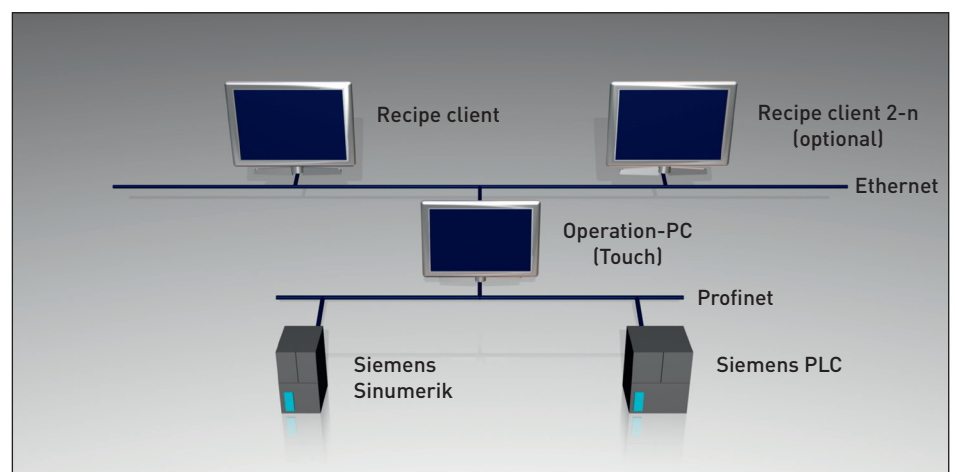 Recipe client
Recipe client 2-n
(optional)
Ethernet
Operation-PC
(Touch)
Profinet
Siemens
Sinumerik
Siemens PLC